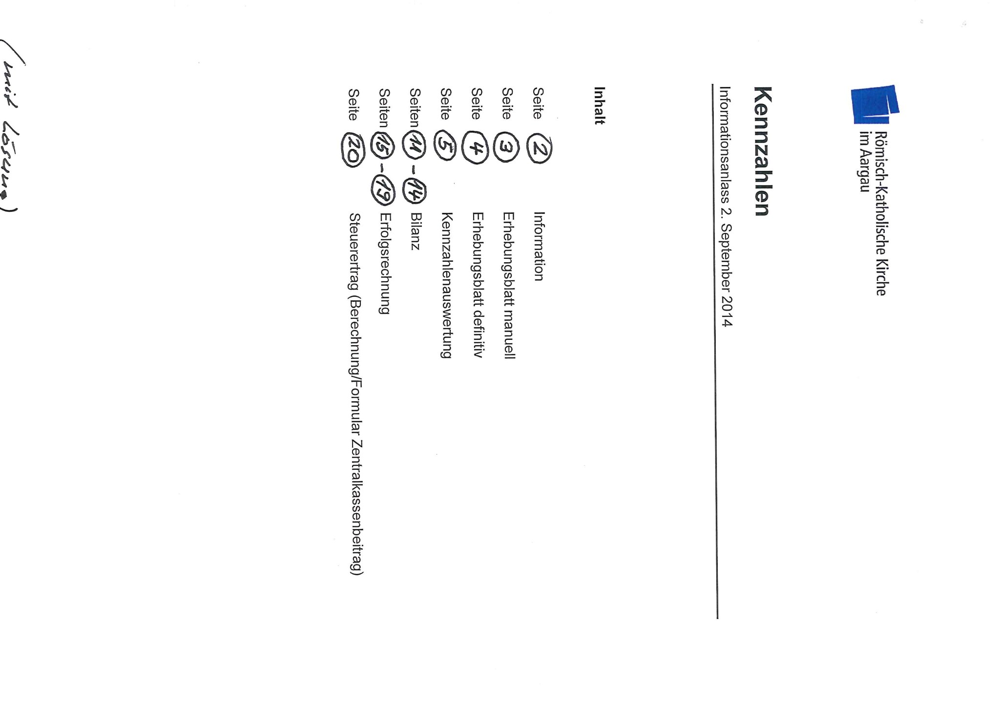 Römisch-Katholische Kirche
im Aargau
Kennzahlen
Informationsanlass 2. September 2014
Inhalt
Seite 2 Information
Seite 3 Erhebungsblatt manuell
Seite 4 Erhebungsblatt definitiv
Seite 5 Kennzahlenauswertung
Seiten 11 - 14 Bilanz
Seiten 15 - 19 Erfolgsrechnung
Seite 20 Steuerertrag (Berechnung/Formular Zentralkassenbeitrag)
(mit Lösung)